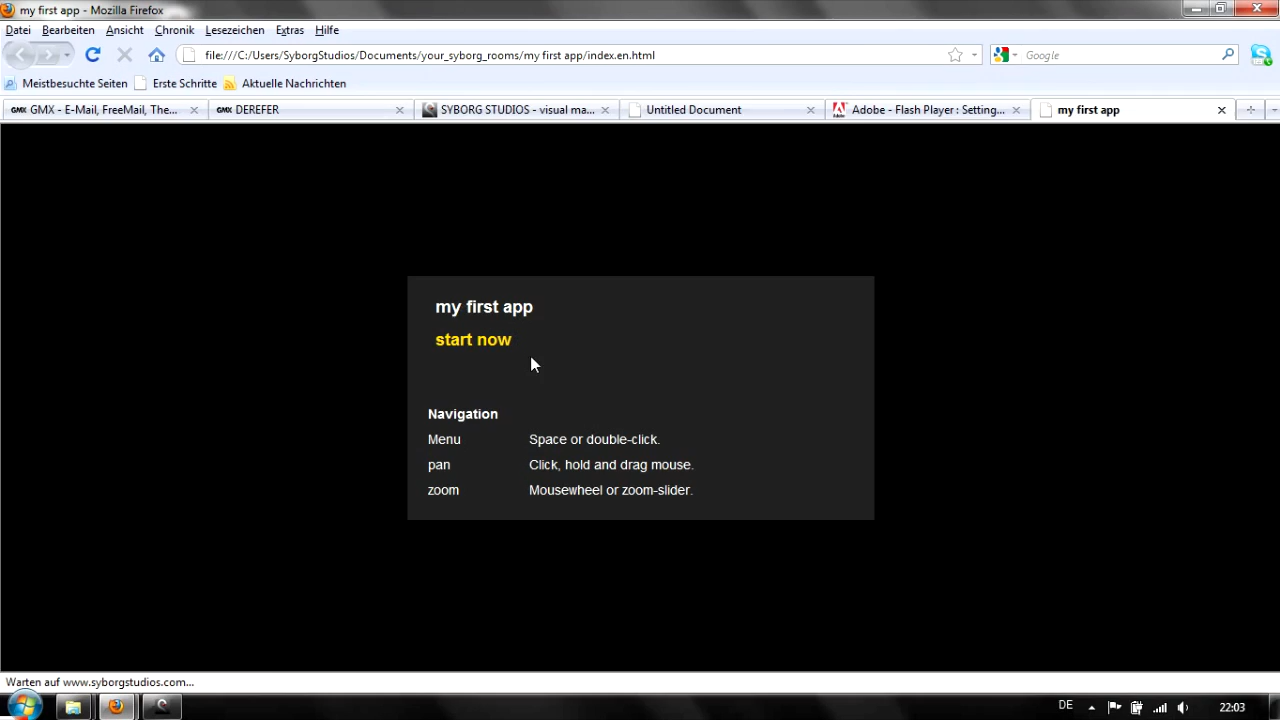 my first app - Mozilla Firefox
Datei Bearbeiten Ansicht Chronik Lesezeichen Extras Hilfe
file:///C:/Users/SyborgStudios/Documents/your_syborg_rooms/my first app/index.en.html Google
Meistbesuchte Seiten Erste Schritte Aktuelle Nachrichten
GMX GMX - E-Mail, FreeMail, The... GMX DEREFER SYBORG STUDIOS - visual ma... Untitled Document Adobe - Flash Player : Setting... my first app
my first app
start now
Navigation
Menu Space or double-click.
pan Click, hold and drag mouse.
zoom Mousewheel or zoom-slider.
Warten auf www.syborgstudios.com...
DE 22:03